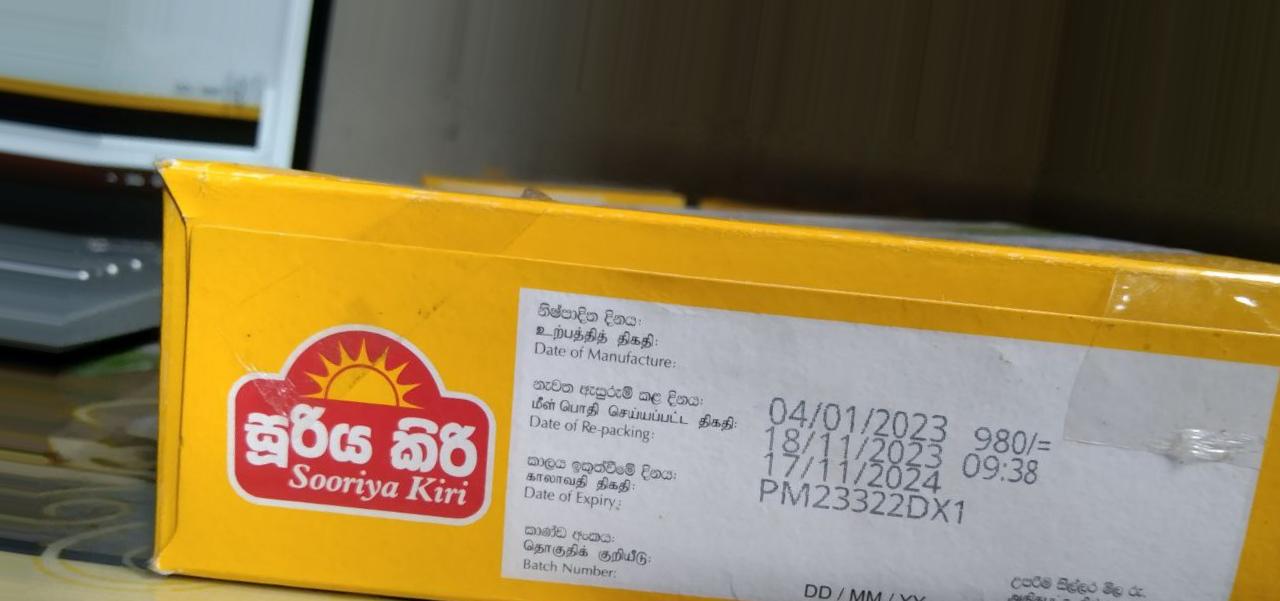 සූරිය කිරි
Sooriya Kiri
නිෂ්පාදිත දිනය:
உற்பத்தித் திகதி:
Date of Manufacture:
නැවත ඇසුරුම් කළ දිනය:
மீள் பொதி செய்யப்பட்ட திகதி:
Date of Re-packing:
කාලය ඉකුත්වීමේ දිනය:
காலாவதி திகதி:
Date of Expiry:
කාණ්ඩ අංකය:
தொகுதிக் குறியீடு:
Batch Number:
04/01/2023 980/=
18/11/2023 09:38
17/11/2024
PM23322DX1
DD / MM / YY
උපරිම සිල්ලර මිල රු.